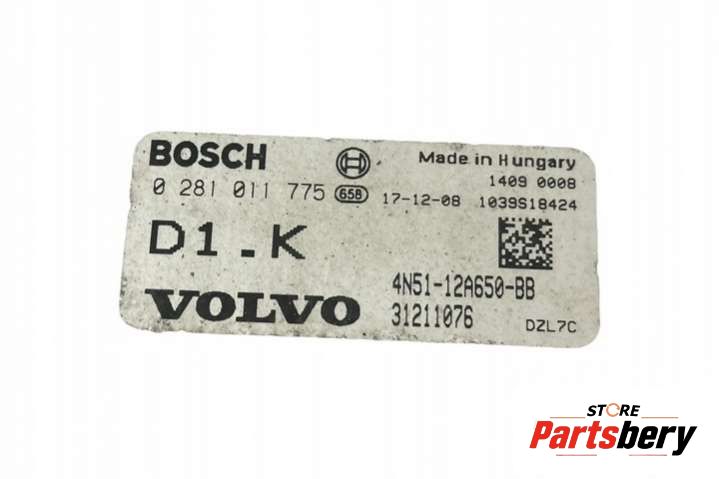 BOSCH Made in Hungary
1409 0008
0 281 011 775 658 17-12-08 1039S18424
D1.K
4N51-12A650-BB
VOLVO 31211076 DZL7C
STORE
Partsbery